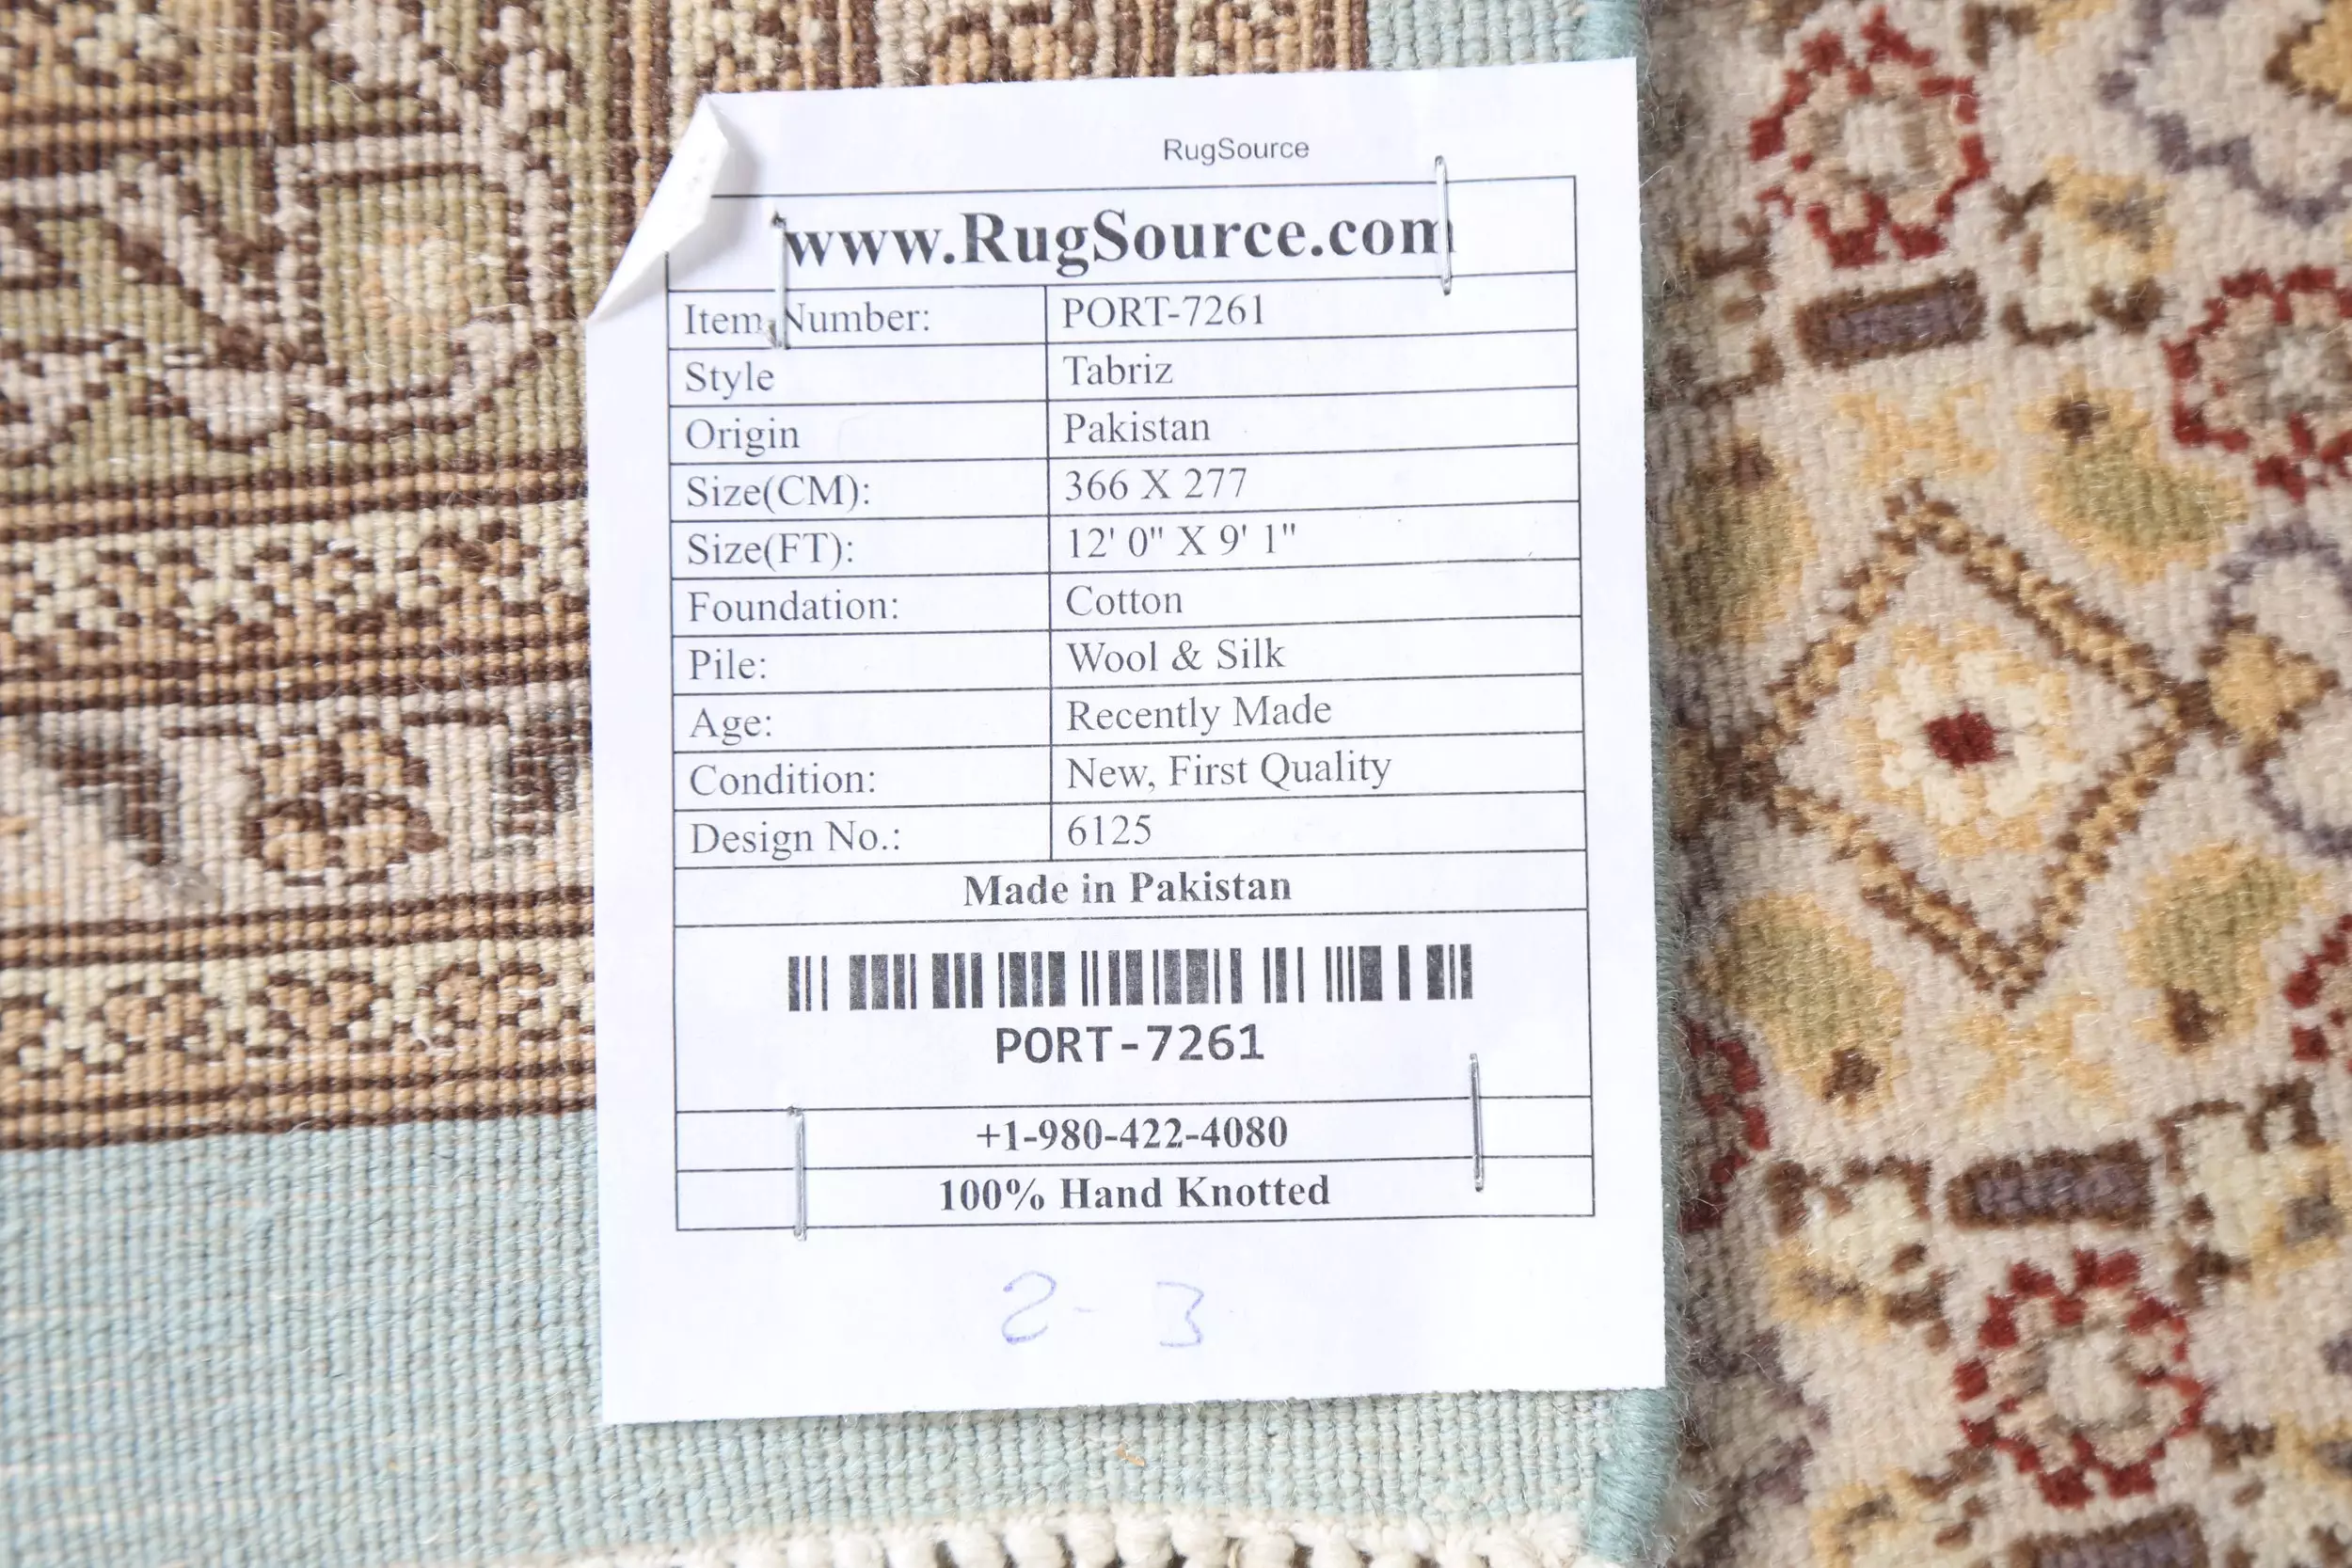 RugSource
www.RugSource.com
Item Number: PORT-7261
Style Tabriz
Origin Pakistan
Size(CM): 366 X 277
Size(FT): 12' 0" X 9' 1"
Foundation: Cotton
Pile: Wool & Silk
Age: Recently Made
Condition: New, First Quality
Design No.: 6125
Made in Pakistan
PORT-7261
+1-980-422-4080
100% Hand Knotted
2-3